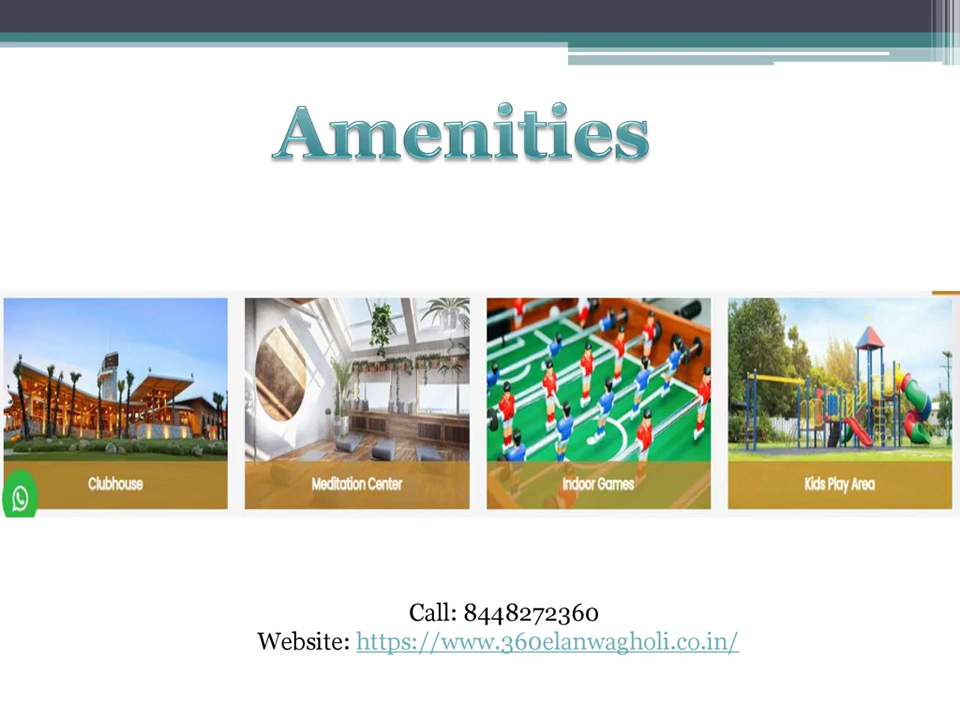 Amenities
Clubhouse
Meditation Center
Indoor Games
Kids Play Area
Call: 8448272360
Website: https://www.360elanwagholi.co.in/